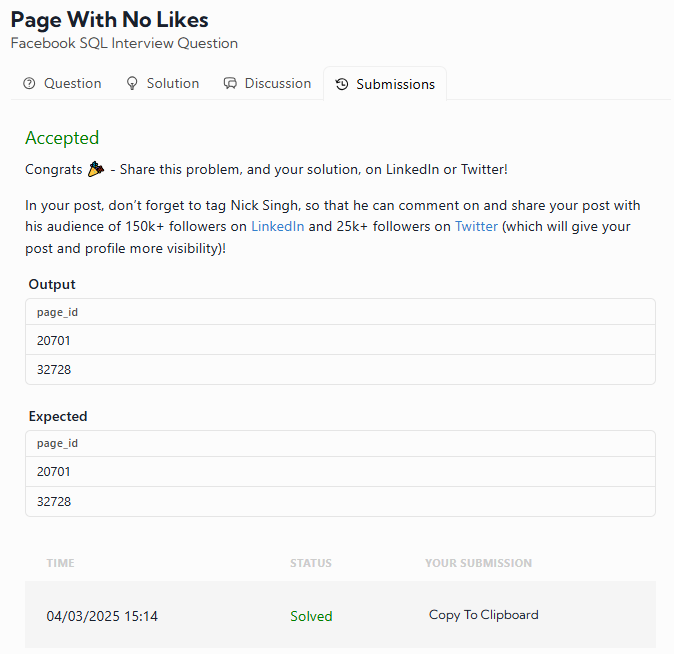 Page With No Likes
Facebook SQL Interview Question
Question Solution Discussion Submissions
Accepted
Congrats - Share this problem, and your solution, on LinkedIn or Twitter!
In your post, don’t forget to tag Nick Singh, so that he can comment on and share your post with
his audience of 150k+ followers on LinkedIn and 25k+ followers on Twitter (which will give your
post and profile more visibility)!
Output
page_id
20701
32728
Expected
page_id
20701
32728
TIME STATUS YOUR SUBMISSION
04/03/2025 15:14 Solved Copy To Clipboard